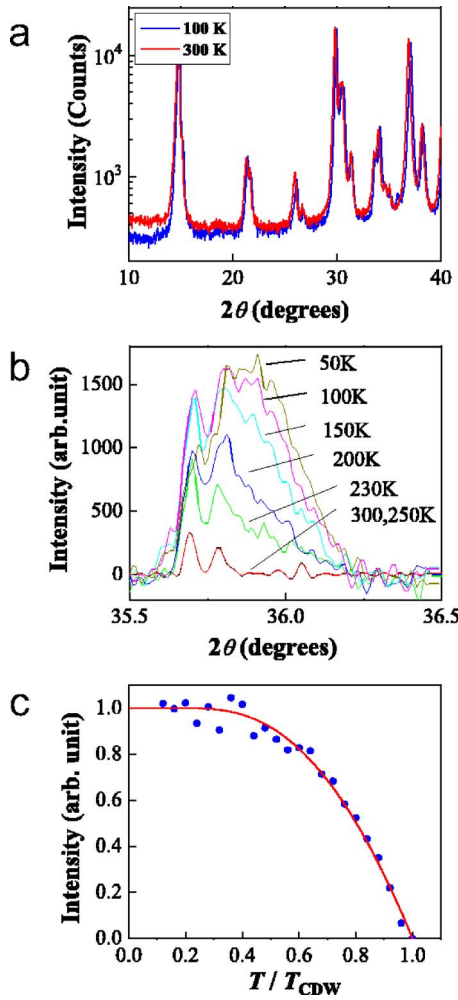 a
100 K
300 K
Intensity (Counts)
10⁴
10³
10 20 30 40
2θ (degrees)
b
Intensity (arb.unit)
1500
1000
500
0
50K
100K
150K
200K
230K
300,250K
35.5 36.0 36.5
2θ (degrees)
c
Intensity (arb. unit)
1.0
0.8
0.6
0.4
0.2
0.0
0.0 0.2 0.4 0.6 0.8 1.0
T / T_CDW